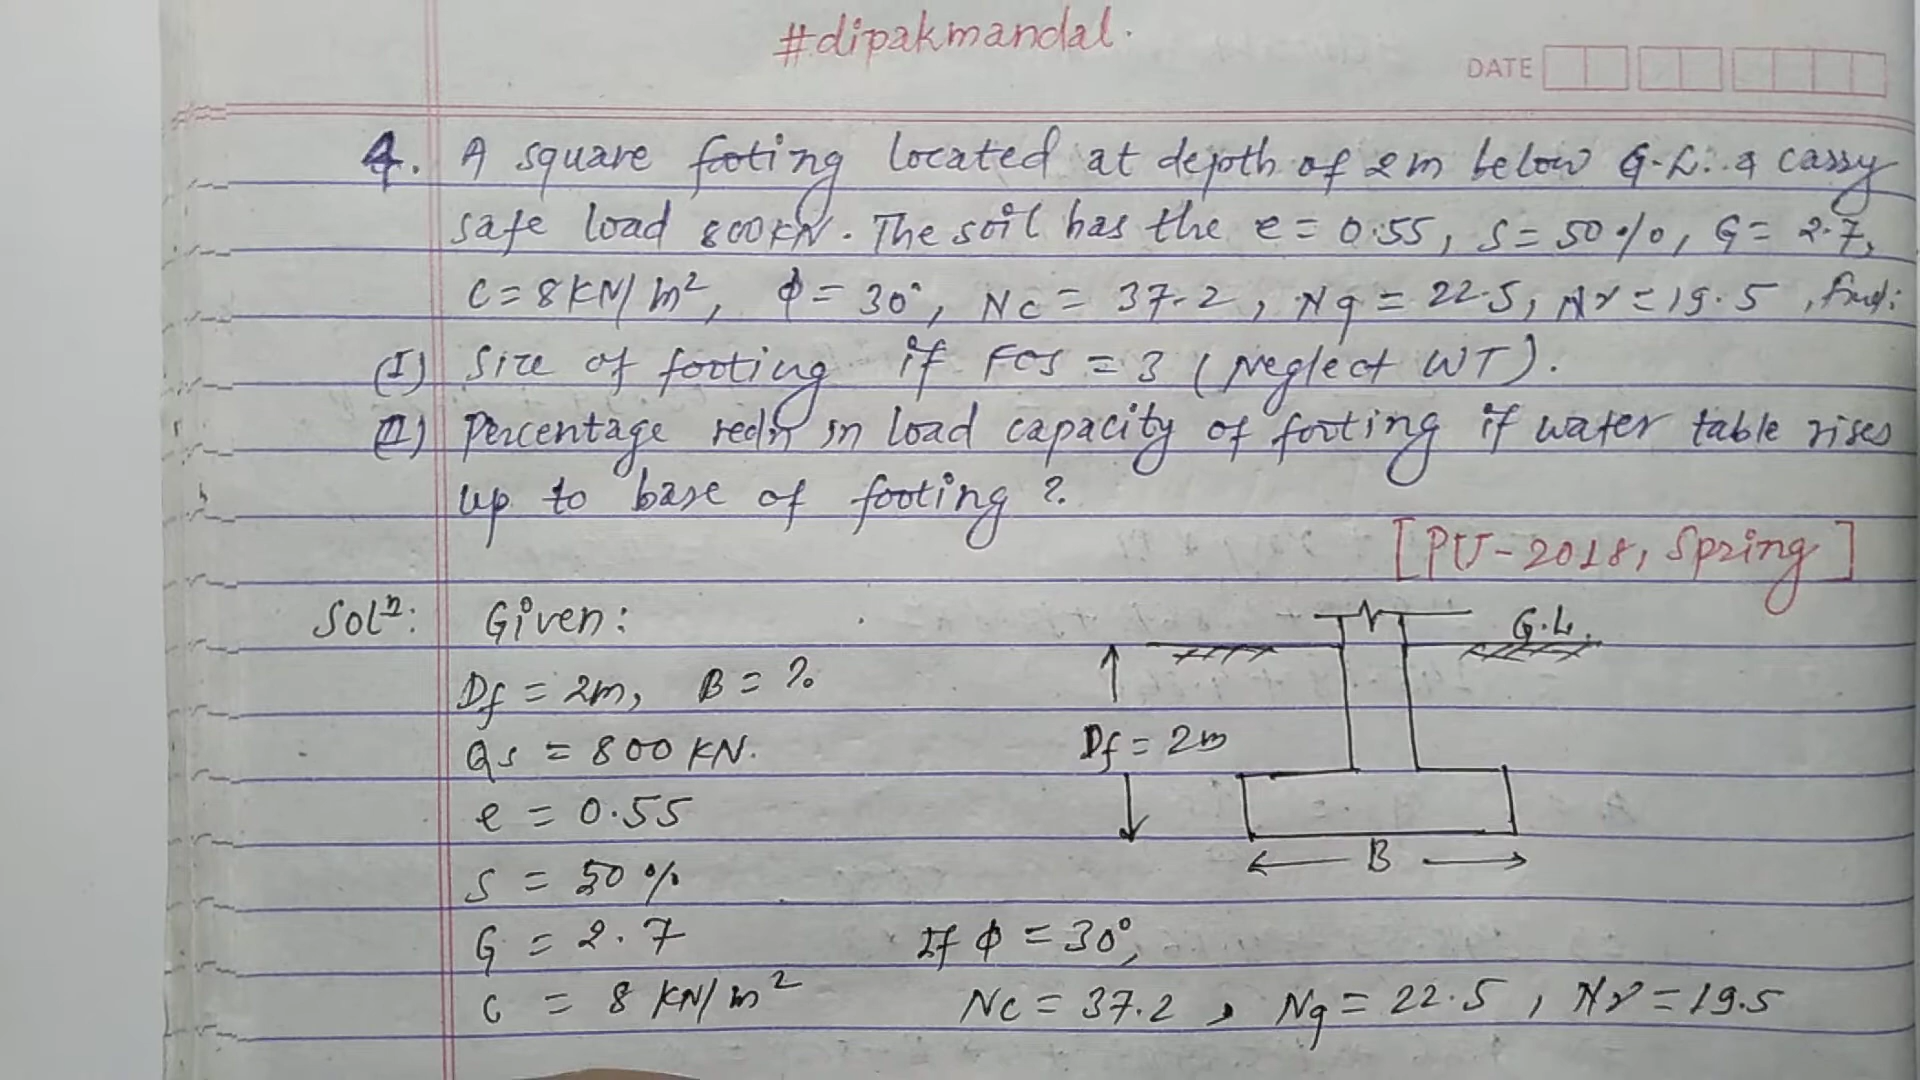 #dipakmandal.
DATE
4. A square footing located at depth of 2m below G.L. & carry
safe load 800 KN. The soil has the e = 0.55, S = 50 %, G = 2.7,
C = 8 KN/m², φ = 30°, Nc = 37.2, Nq = 22.5, Nγ = 19.5, find:
(I) Size of footing if FOS = 3 (Neglect WT).
(II) Percentage redⁿ in load capacity of footing if water table rises
up to base of footing ?
[PU-2018, Spring]
Solⁿ: Given:
G.L.
Df = 2m, B = ?
Qs = 800 KN.
Df = 2m
e = 0.55
B
S = 50 %
G = 2.7
If φ = 30°,
C = 8 KN/m²
Nc = 37.2, Nq = 22.5, Nγ = 19.5